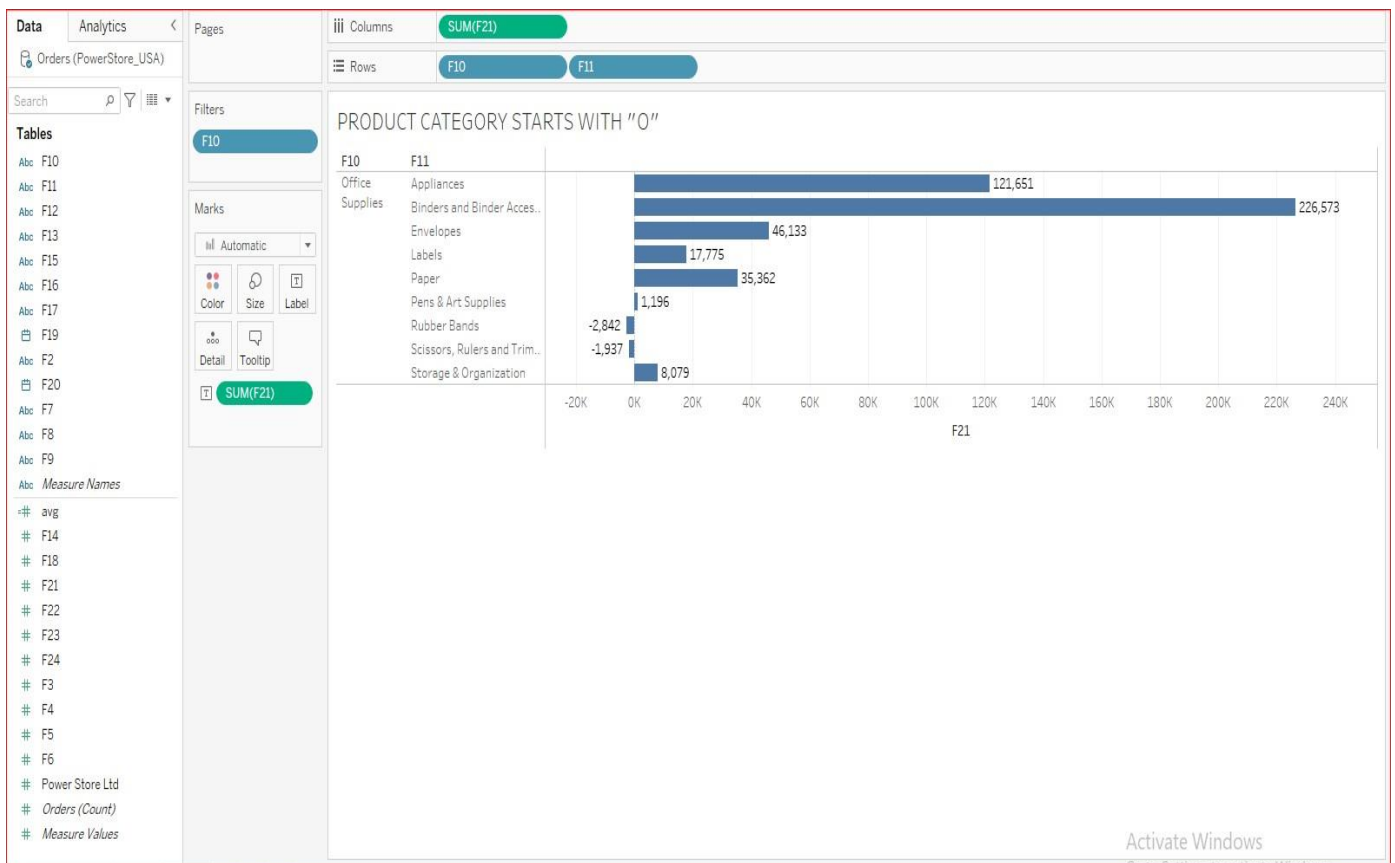 Data Analytics <
Orders (PowerStore_USA)
Search
Tables
Abc F10
Abc F11
Abc F12
Abc F13
Abc F15
Abc F16
Abc F17
F19
Abc F2
F20
Abc F7
Abc F8
Abc F9
Abc Measure Names
=# avg
# F14
# F18
# F21
# F22
# F23
# F24
# F3
# F4
# F5
# F6
# Power Store Ltd
# Orders (Count)
# Measure Values
Pages
Filters
F10
Marks
Automatic
Color Size Label
Detail Tooltip
T SUM(F21)
iii Columns SUM(F21)
Rows F10 F11
PRODUCT CATEGORY STARTS WITH "O"
F10 F11
Office Supplies
Appliances 121,651
Binders and Binder Acces.. 226,573
Envelopes 46,133
Labels 17,775
Paper 35,362
Pens & Art Supplies 1,196
Rubber Bands -2,842
Scissors, Rulers and Trim.. -1,937
Storage & Organization 8,079
-20K 0K 20K 40K 60K 80K 100K 120K 140K 160K 180K 200K 220K 240K
F21
Activate Windows